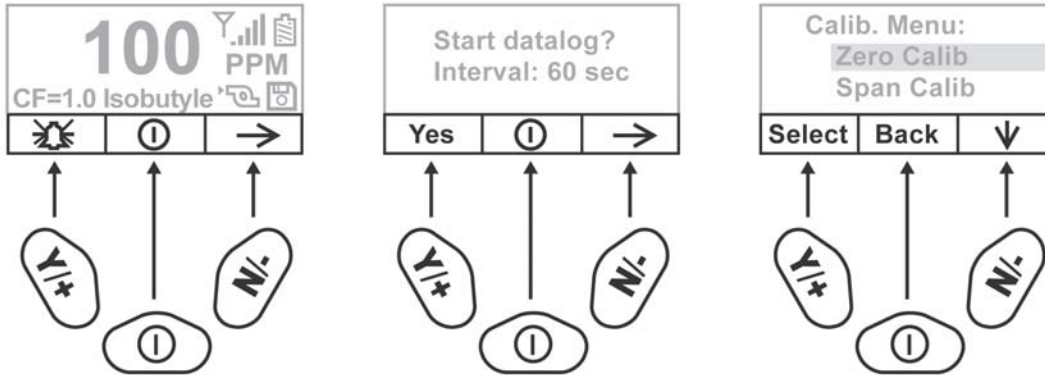 100 PPM
CF=1.0 Isobutyle
Y/+
N/-
Start datalog?
Interval: 60 sec
Yes
Y/+
N/-
Calib. Menu:
Zero Calib
Span Calib
Select Back
Y/+
N/-